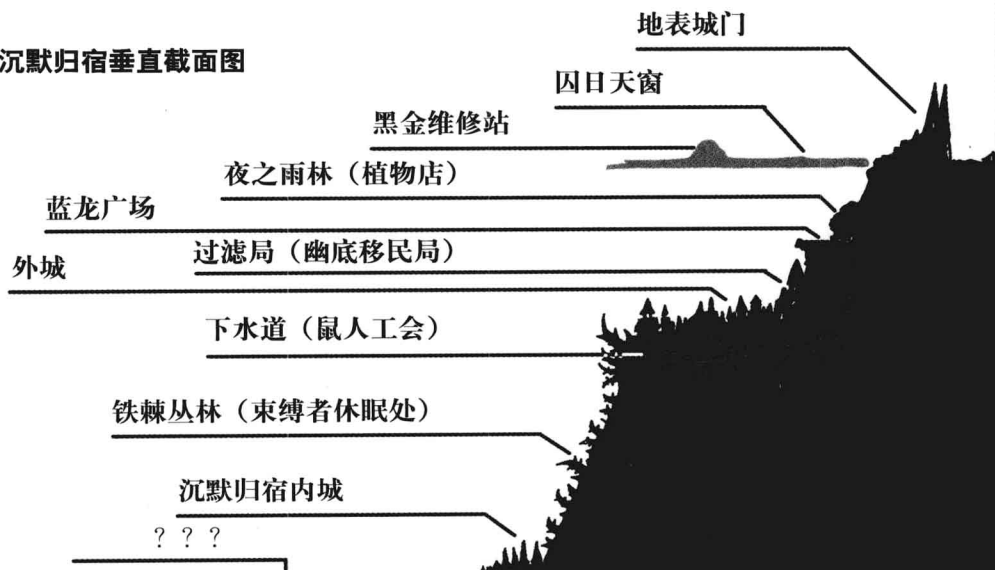 沉默归宿垂直截面图
地表城门
囚日天窗
黑金维修站
夜之雨林（植物店）
蓝龙广场
过滤局（幽底移民局）
外城
下水道（鼠人工会）
铁棘丛林（束缚者休眠处）
沉默归宿内城
？？？